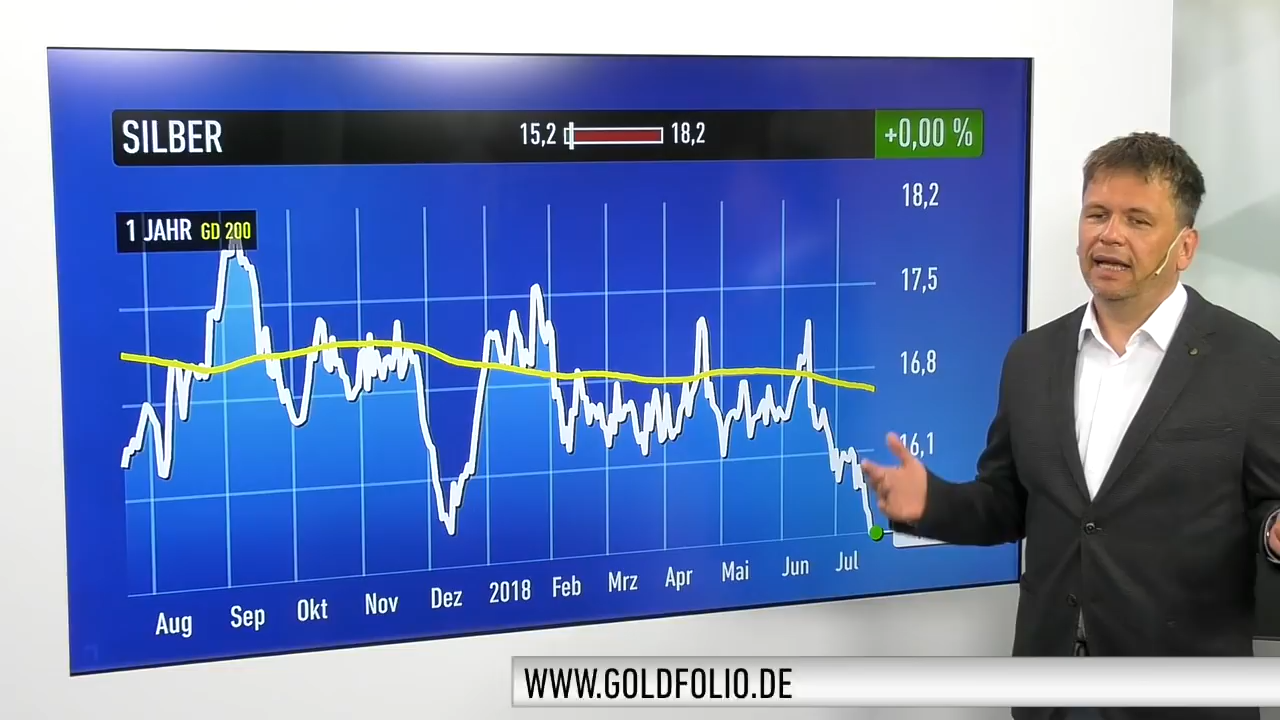 SILBER
15,2 18,2
+0,00 %
1 JAHR GD 200
18,2
17,5
16,8
16,1
Aug Sep Okt Nov Dez 2018 Feb Mrz Apr Mai Jun Jul
WWW.GOLDFOLIO.DE